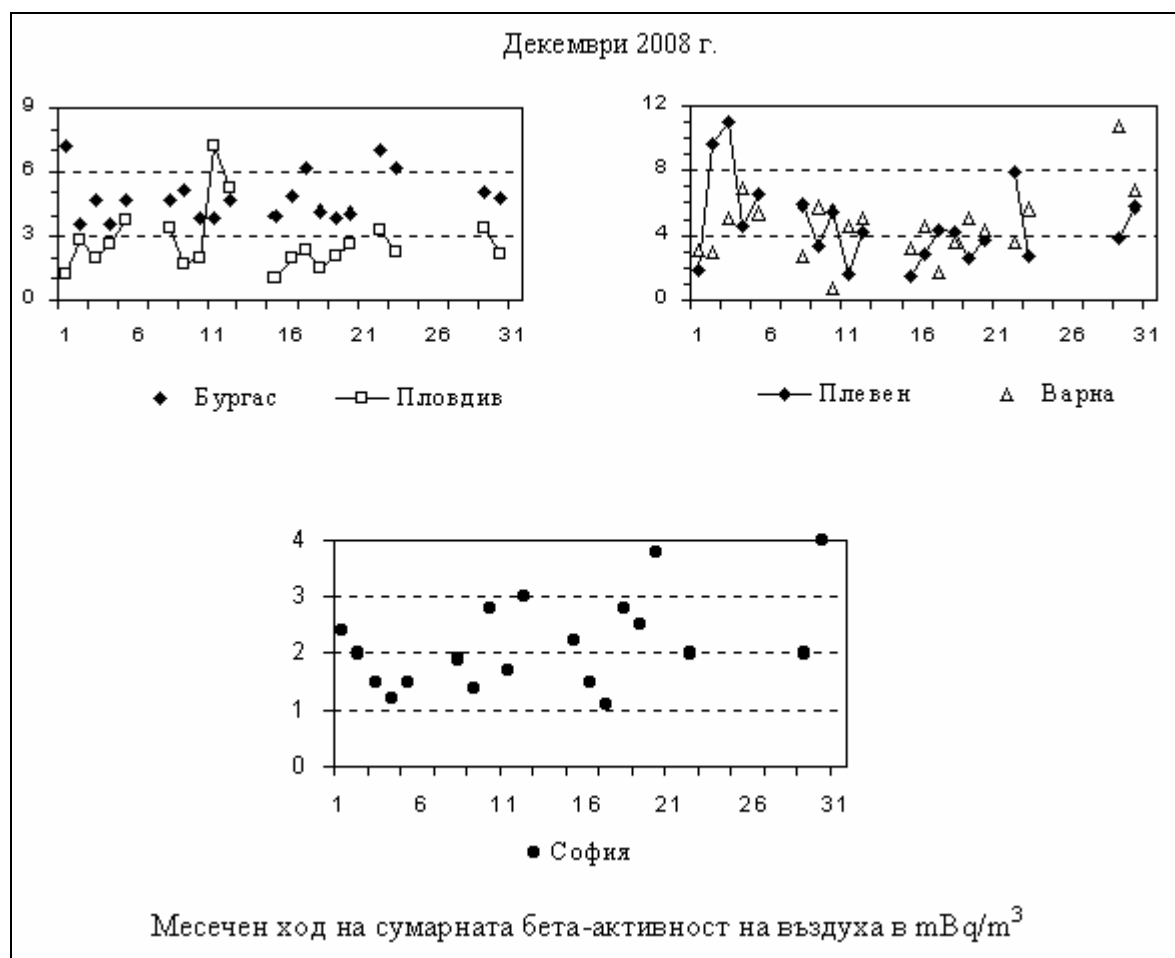 Декември 2008 г.
9
6
3
0
1 6 11 16 21 26 31
Бургас Пловдив
12
8
4
0
1 6 11 16 21 26 31
Плевен Варна
4
3
2
1
0
1 6 11 16 21 26 31
София
Месечен ход на сумарната бета-активност на въздуха в mBq/m³